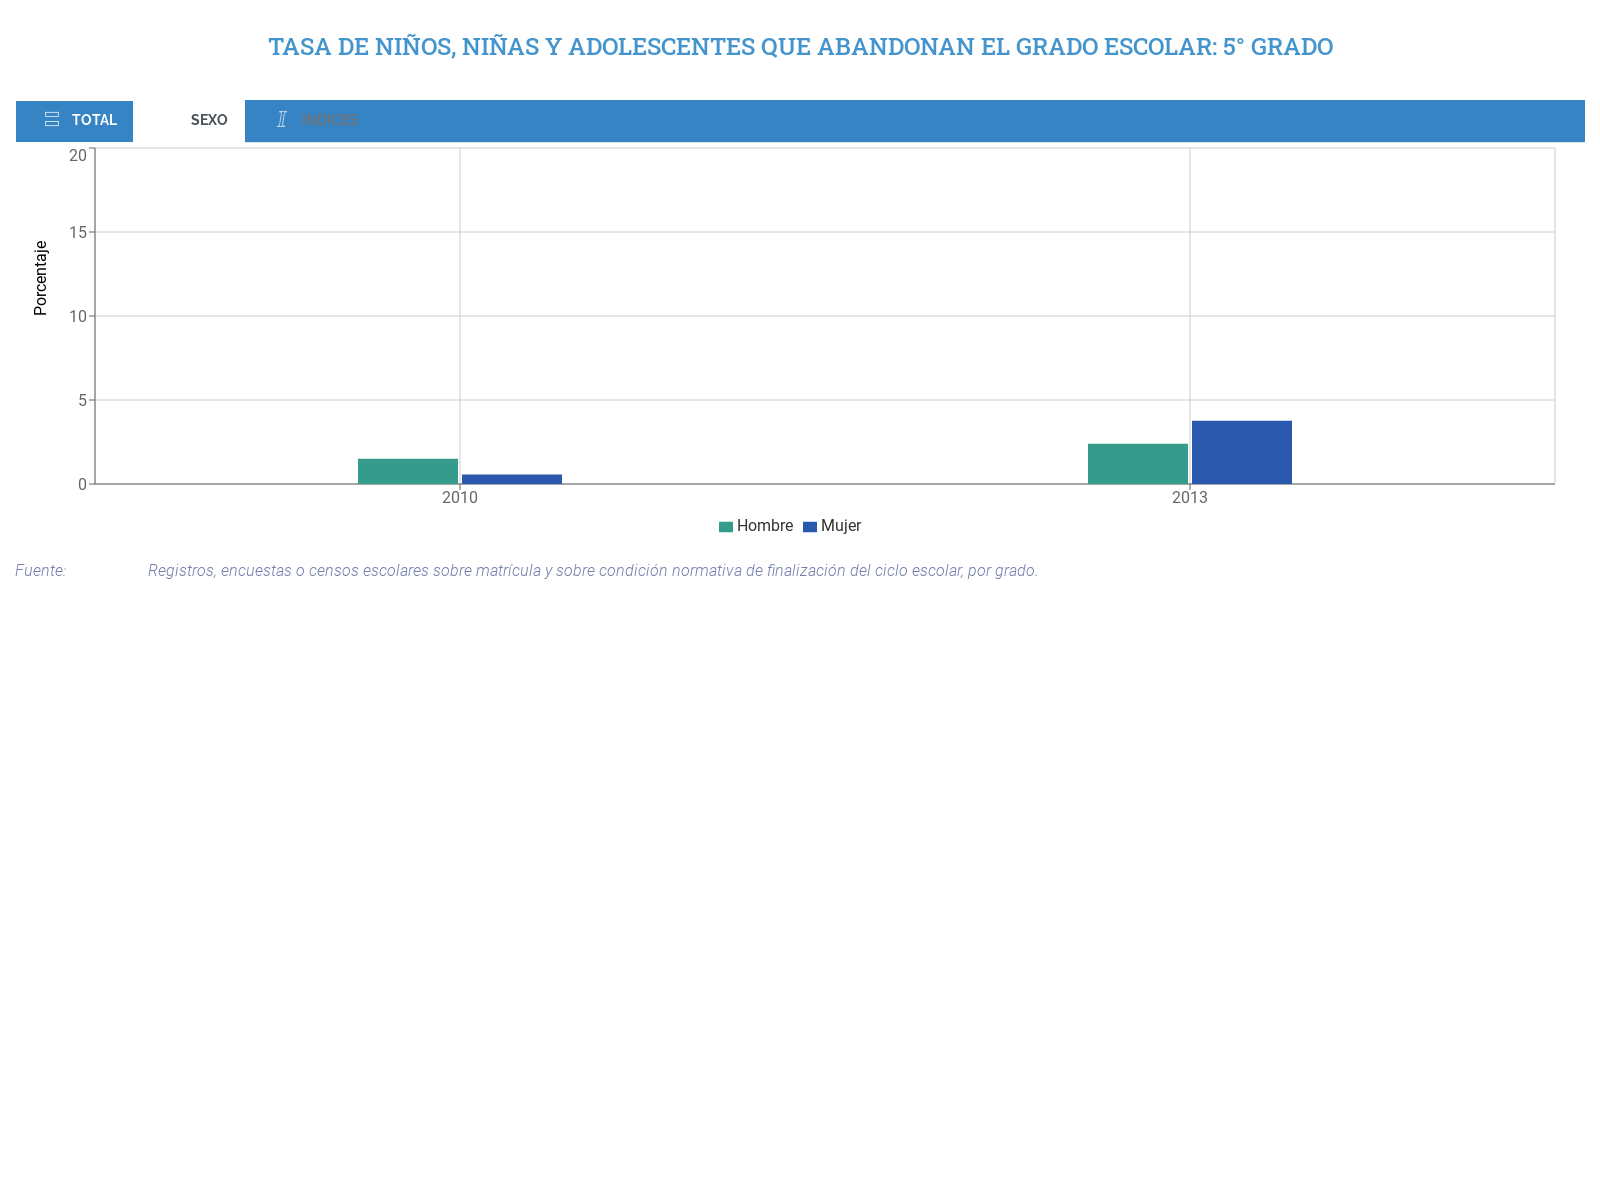 TASA DE NIÑOS, NIÑAS Y ADOLESCENTES QUE ABANDONAN EL GRADO ESCOLAR: 5° GRADO
TOTAL SEXO INDICES
20
15
10
5
0
Porcentaje
2010 2013
Hombre Mujer
Fuente: Registros, encuestas o censos escolares sobre matrícula y sobre condición normativa de finalización del ciclo escolar, por grado.